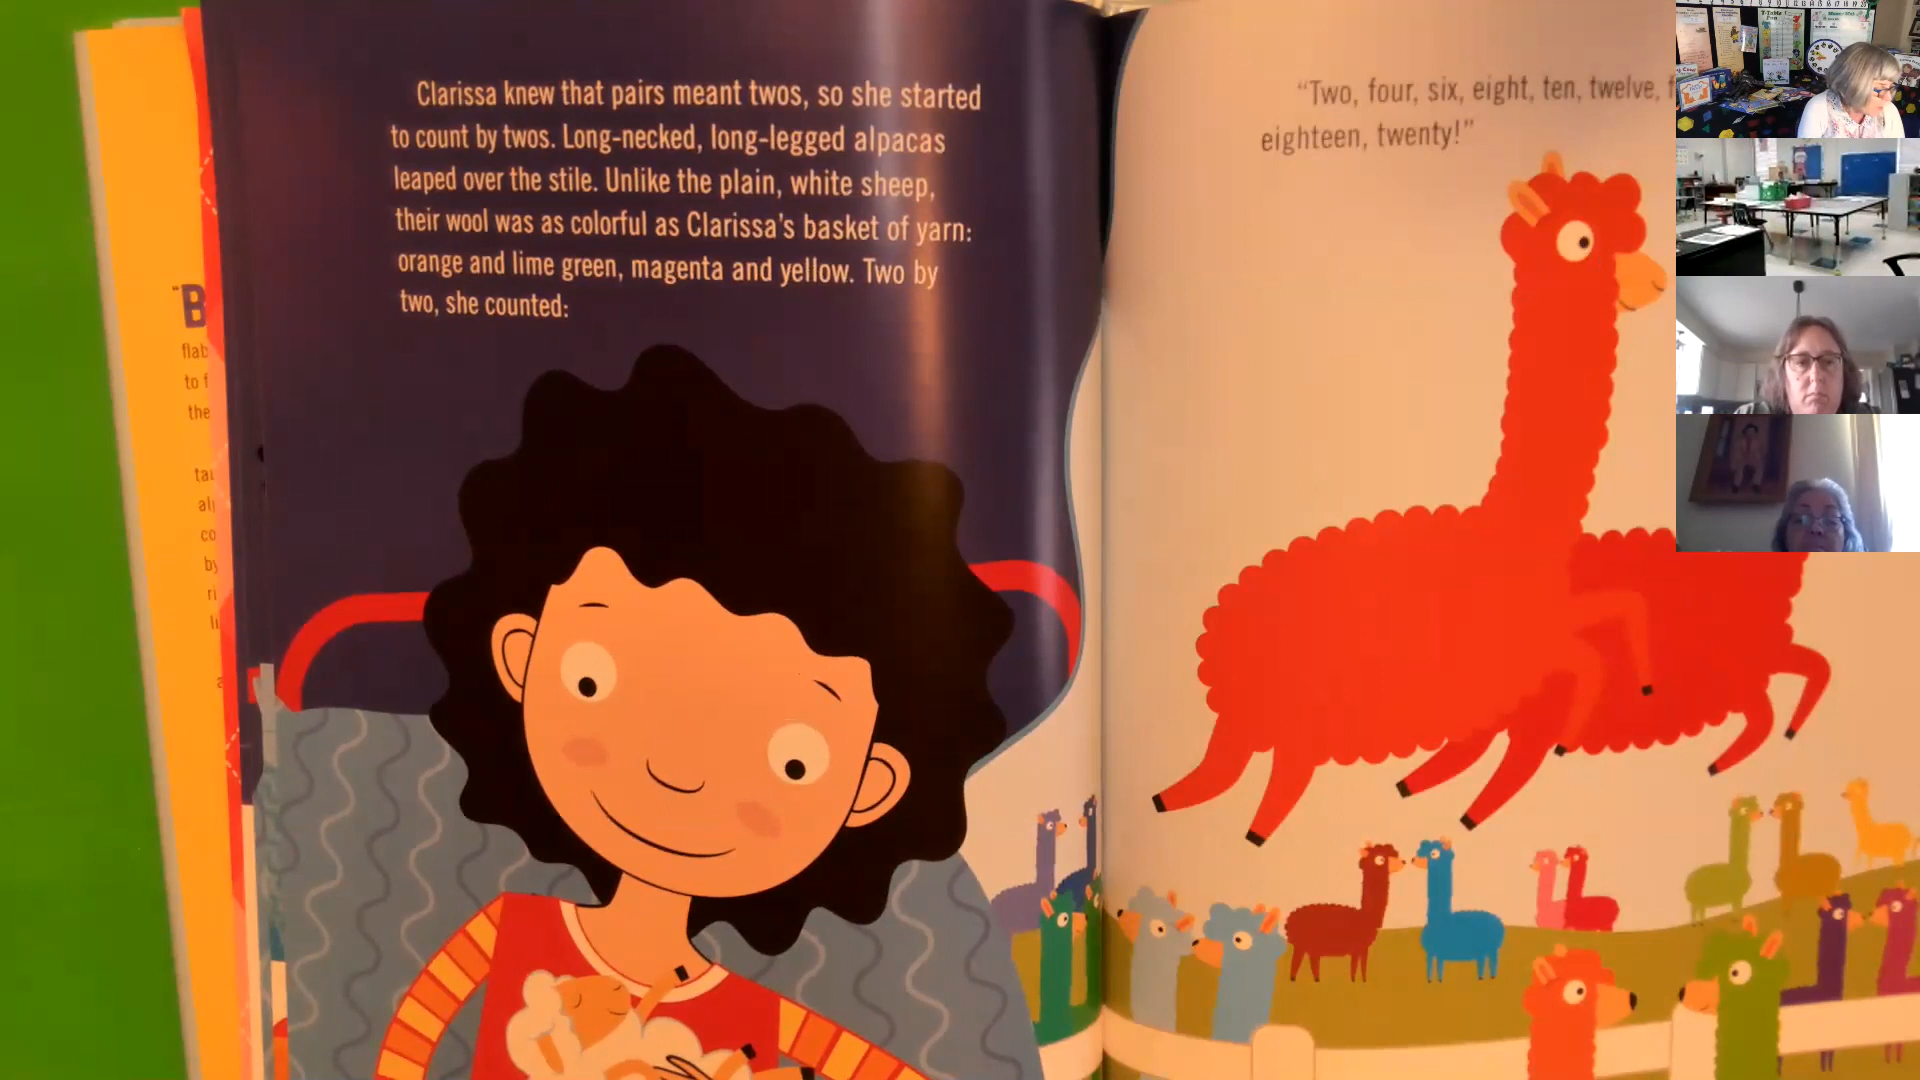 Clarissa knew that pairs meant twos, so she started
to count by twos. Long-necked, long-legged alpacas
leaped over the stile. Unlike the plain, white sheep,
their wool was as colorful as Clarissa's basket of yarn:
orange and lime green, magenta and yellow. Two by
two, she counted:
"Two, four, six, eight, ten, twelve,
eighteen, twenty!"
"B
flab
to f
the